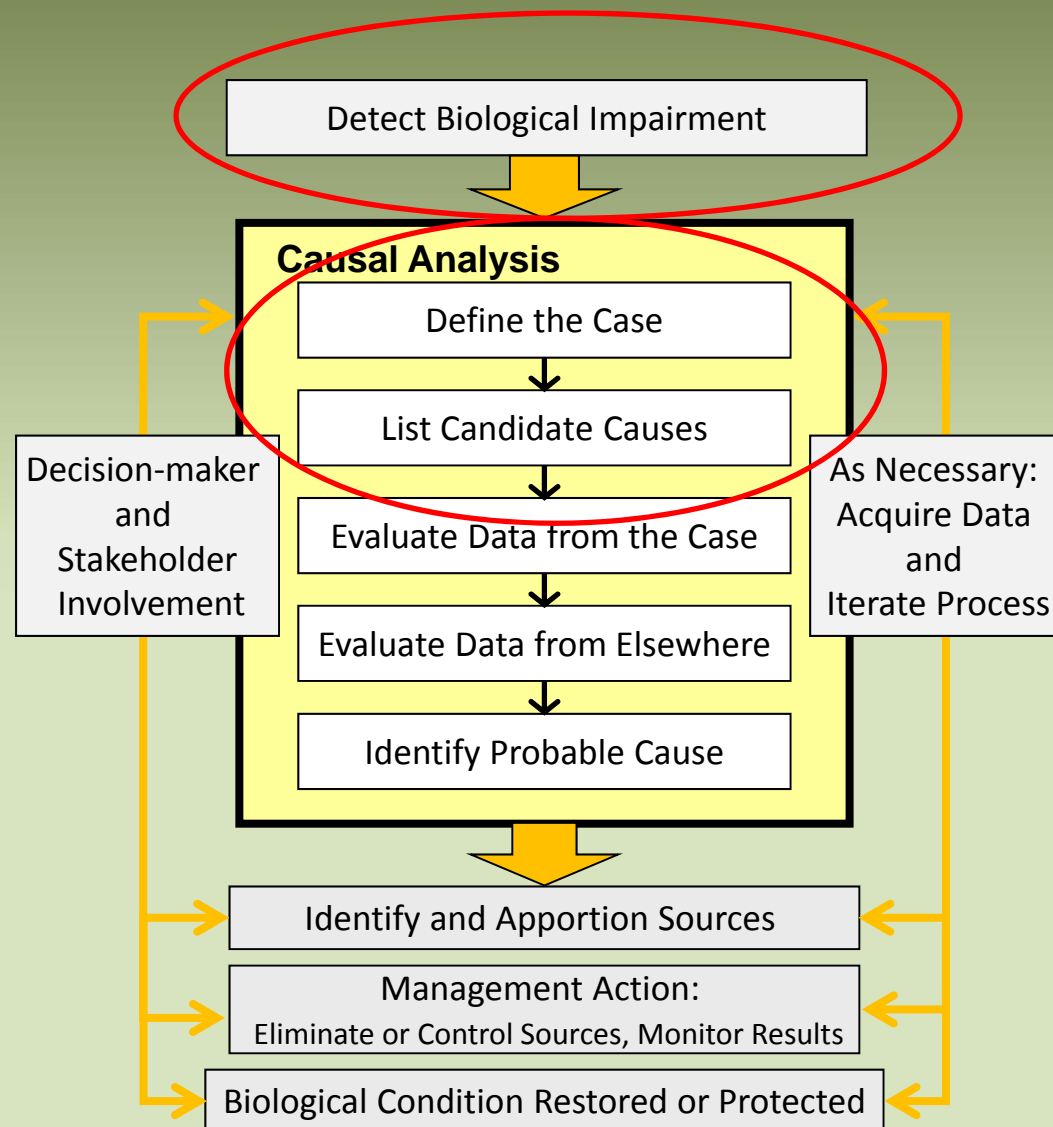 Detect Biological Impairment
Causal Analysis
Define the Case
List Candidate Causes
Evaluate Data from the Case
Evaluate Data from Elsewhere
Identify Probable Cause
Decision-maker
and
Stakeholder
Involvement
As Necessary:
Acquire Data
and
Iterate Process
Identify and Apportion Sources
Management Action:
Eliminate or Control Sources, Monitor Results
Biological Condition Restored or Protected